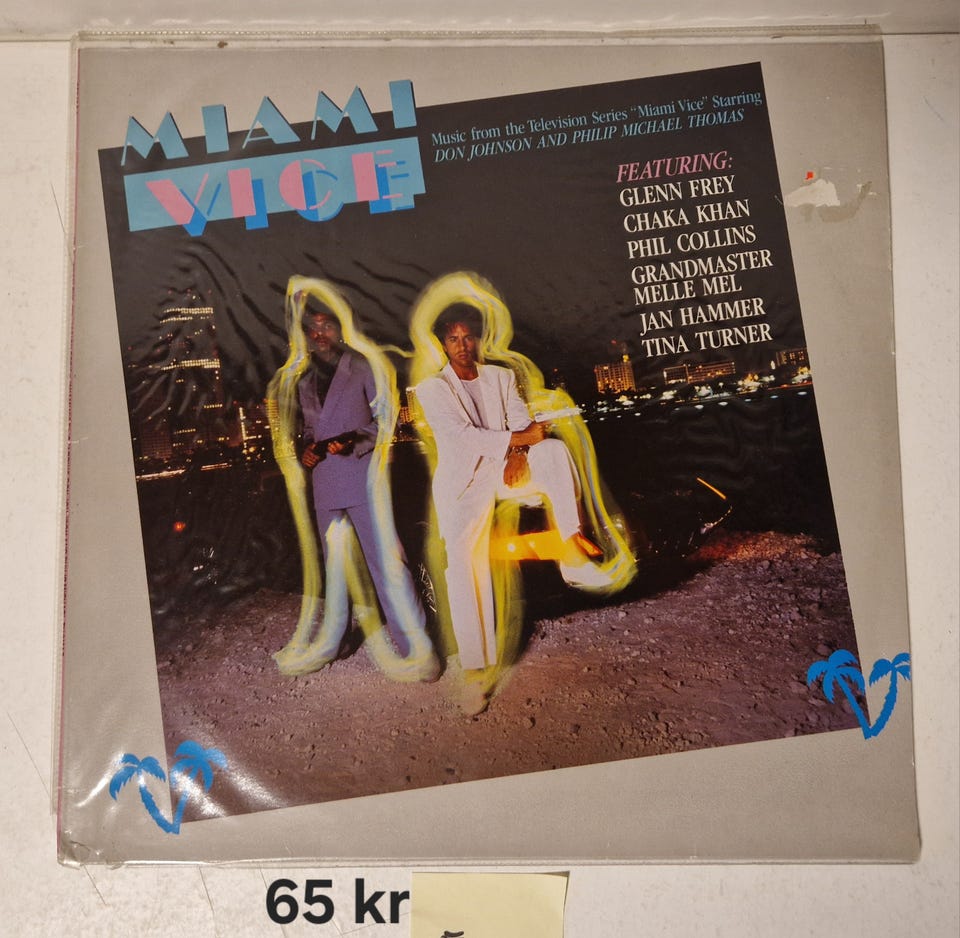 MIAMI
VICE
Music from the Television Series "Miami Vice" Starring
DON JOHNSON AND PHILIP MICHAEL THOMAS
FEATURING:
GLENN FREY
CHAKA KHAN
PHIL COLLINS
GRANDMASTER
MELLE MEL
JAN HAMMER
TINA TURNER
65 kr